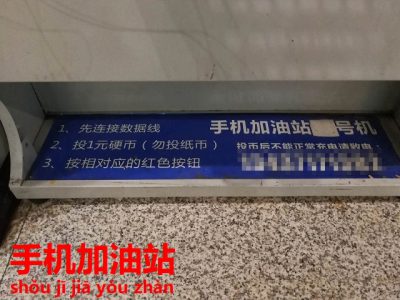 1、先连接数据线
2、投1元硬币（勿投纸币）
3、按相对应的红色按钮
手机加油站 号机
投币后不能正常充电请致电：
手机加油站
shǒu jī jiā yóu zhàn